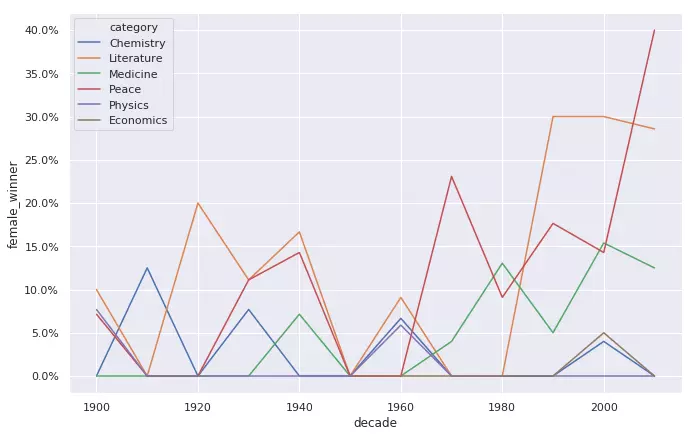 category
Chemistry
Literature
Medicine
Peace
Physics
Economics
40.0%
35.0%
30.0%
25.0%
20.0%
15.0%
10.0%
5.0%
0.0%
female_winner
1900 1920 1940 1960 1980 2000
decade